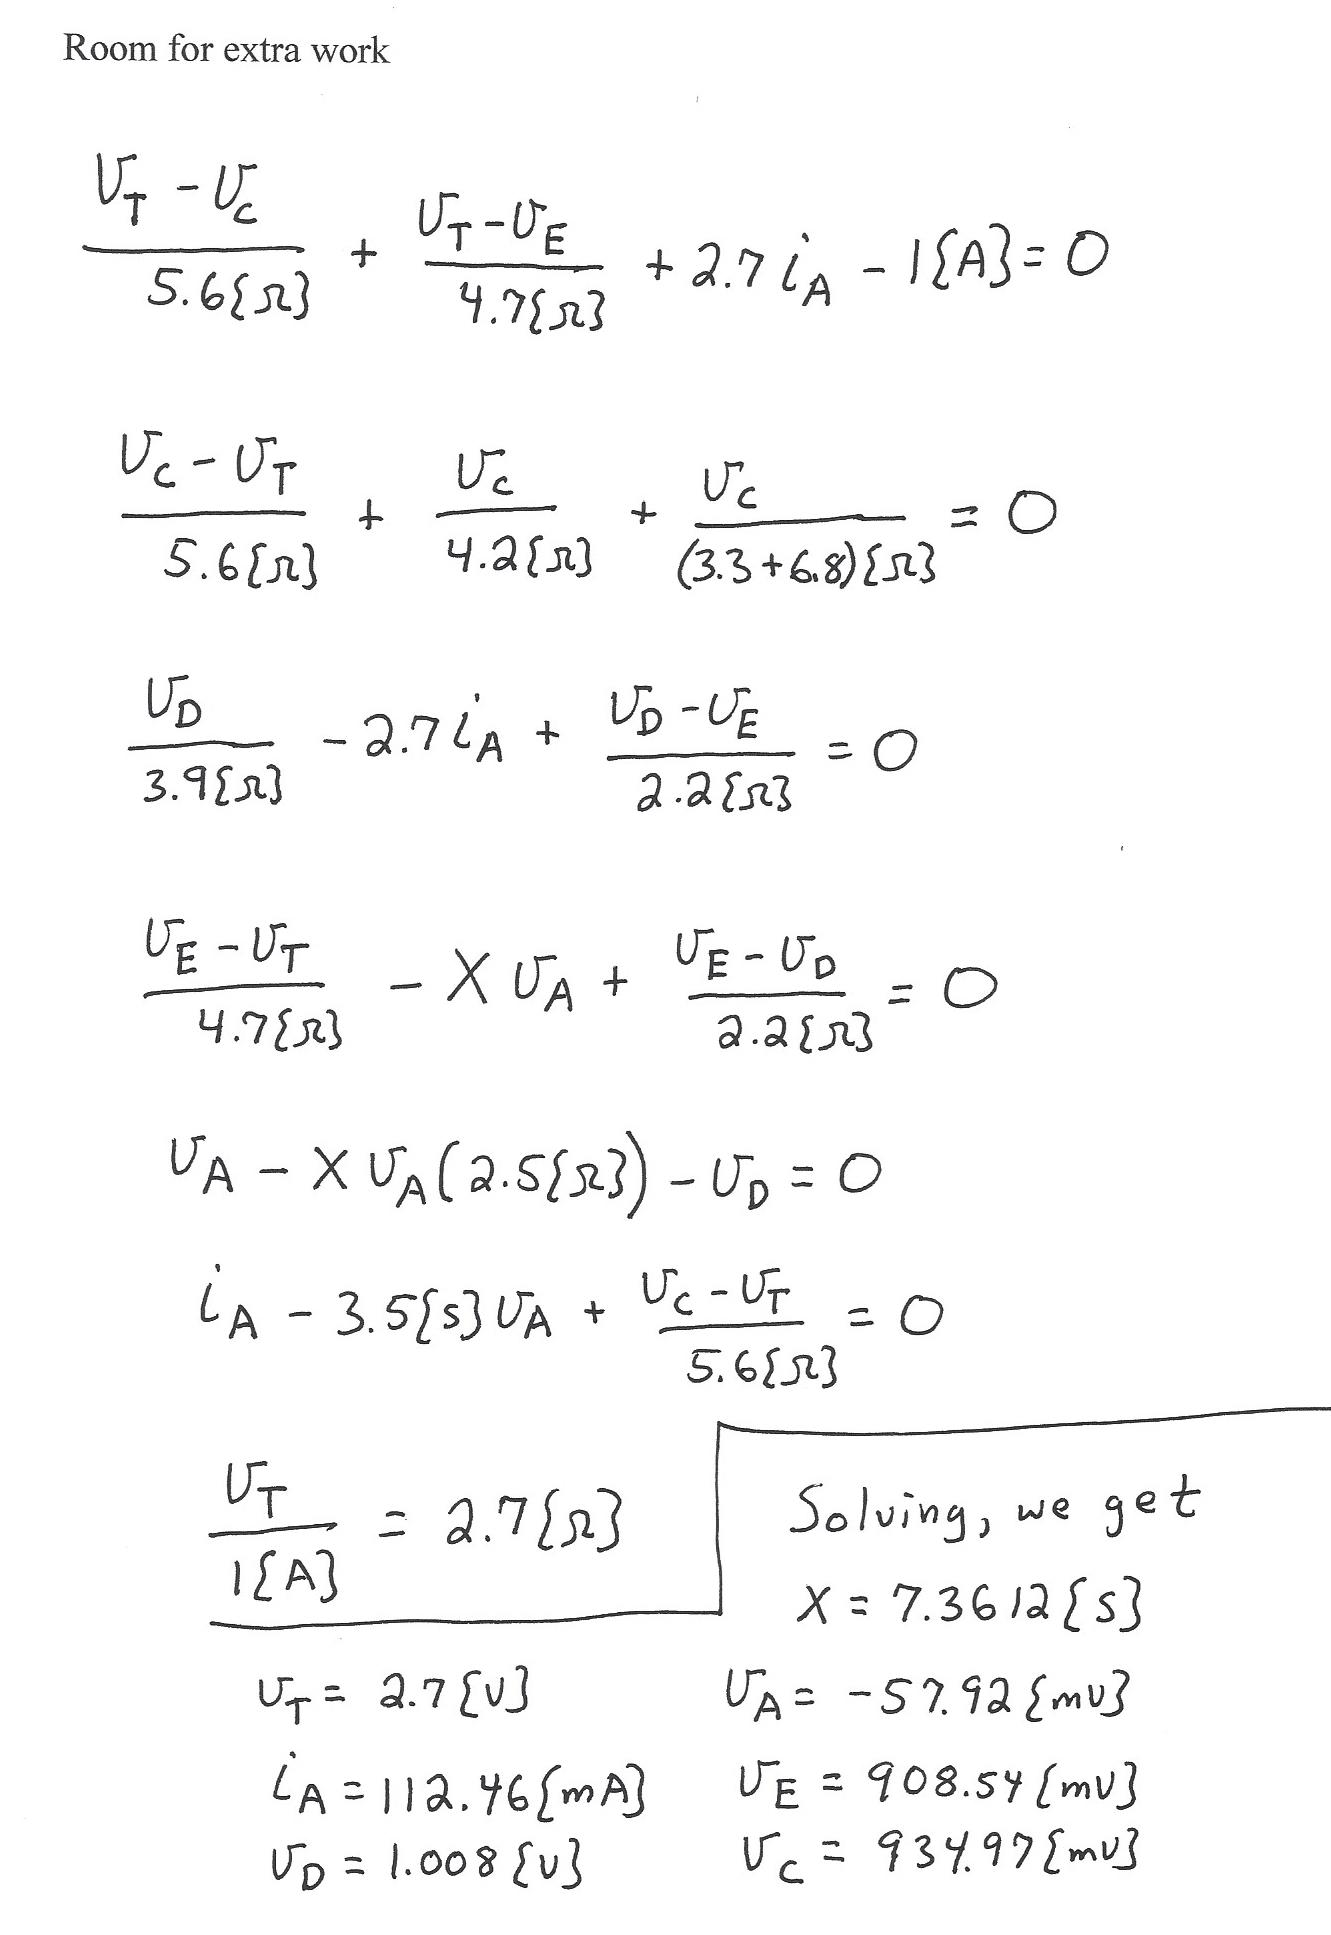 Room for extra work
(v_T - v_C) / 5.6{Ω} + (v_T - v_E) / 4.7{Ω} + 2.7 i_A - 1{A} = 0
(v_C - v_T) / 5.6{Ω} + v_C / 4.2{Ω} + v_C / (3.3+6.8){Ω} = 0
v_D / 3.9{Ω} - 2.7 i_A + (v_D - v_E) / 2.2{Ω} = 0
(v_E - v_T) / 4.7{Ω} - X v_A + (v_E - v_D) / 2.2{Ω} = 0
v_A - X v_A (2.5{Ω}) - v_D = 0
i_A - 3.5{s} v_A + (v_C - v_T) / 5.6{Ω} = 0
v_T / 1{A} = 2.7{Ω}
Solving, we get
X = 7.3612{s}
v_T = 2.7{v}
v_A = -57.92{mv}
i_A = 112.46{mA}
v_E = 908.54{mv}
v_D = 1.008{v}
v_C = 934.97{mv}